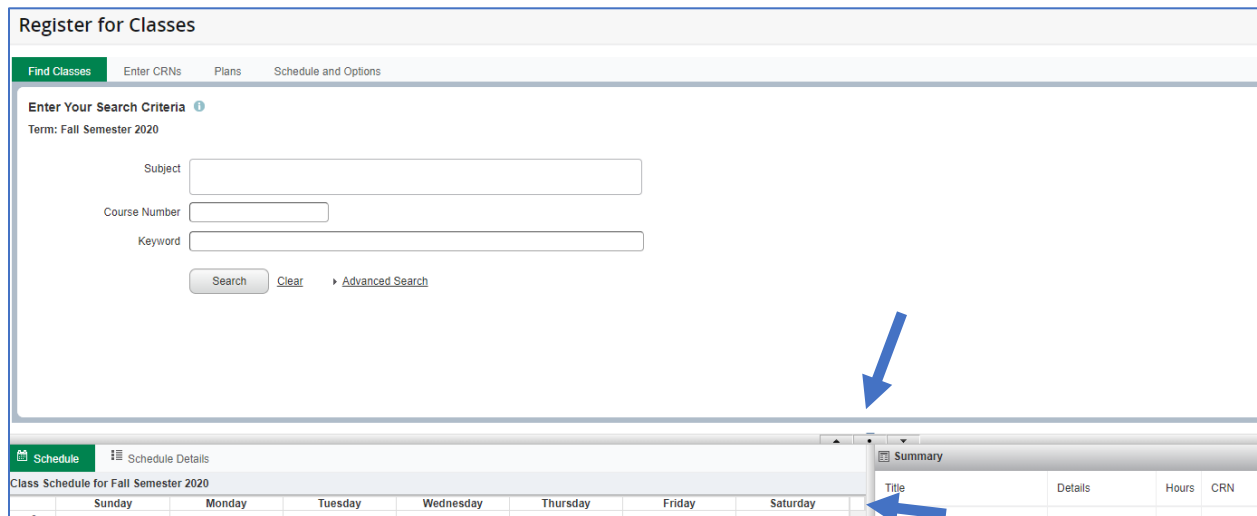 Register for Classes
Find Classes Enter CRNs Plans Schedule and Options
Enter Your Search Criteria
Term: Fall Semester 2020
Subject
Course Number
Keyword
Search Clear Advanced Search
Schedule Schedule Details
Summary
Class Schedule for Fall Semester 2020
Title Details Hours CRN
Sunday Monday Tuesday Wednesday Thursday Friday Saturday